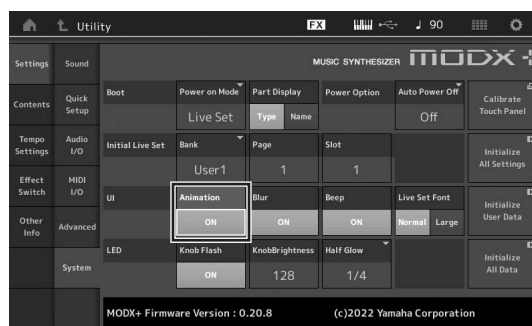 Utility FX 90
MUSIC SYNTHESIZER MODX+
Settings Sound
Contents Quick Setup
Tempo Settings Audio I/O
Effect Switch MIDI I/O
Other Info Advanced
System
Boot Power on Mode Part Display Power Option Auto Power Off Calibrate Touch Panel
Live Set Type Name Off
Initial Live Set Bank Page Slot Initialize All Settings
User1 1 1
UI Animation Blur Beep Live Set Font Initialize User Data
ON ON ON Normal Large
LED Knob Flash KnobBrightness Half Glow Initialize All Data
ON 128 1/4
MODX+ Firmware Version : 0.20.8 (c)2022 Yamaha Corporation